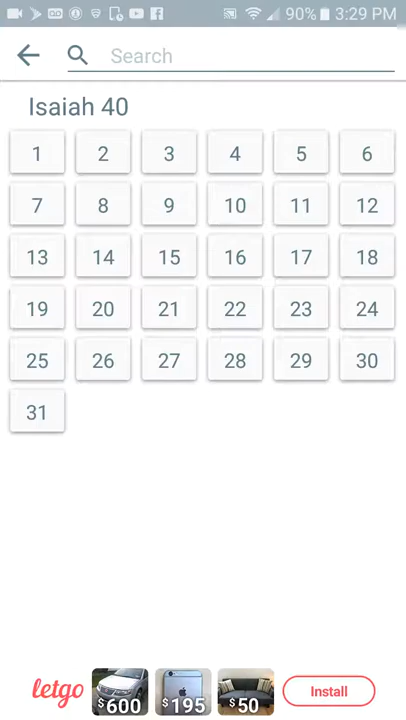 90% 3:29 PM
Search
Isaiah 40
1 2 3 4 5 6
7 8 9 10 11 12
13 14 15 16 17 18
19 20 21 22 23 24
25 26 27 28 29 30
31
letgo $600 $195 $50 Install